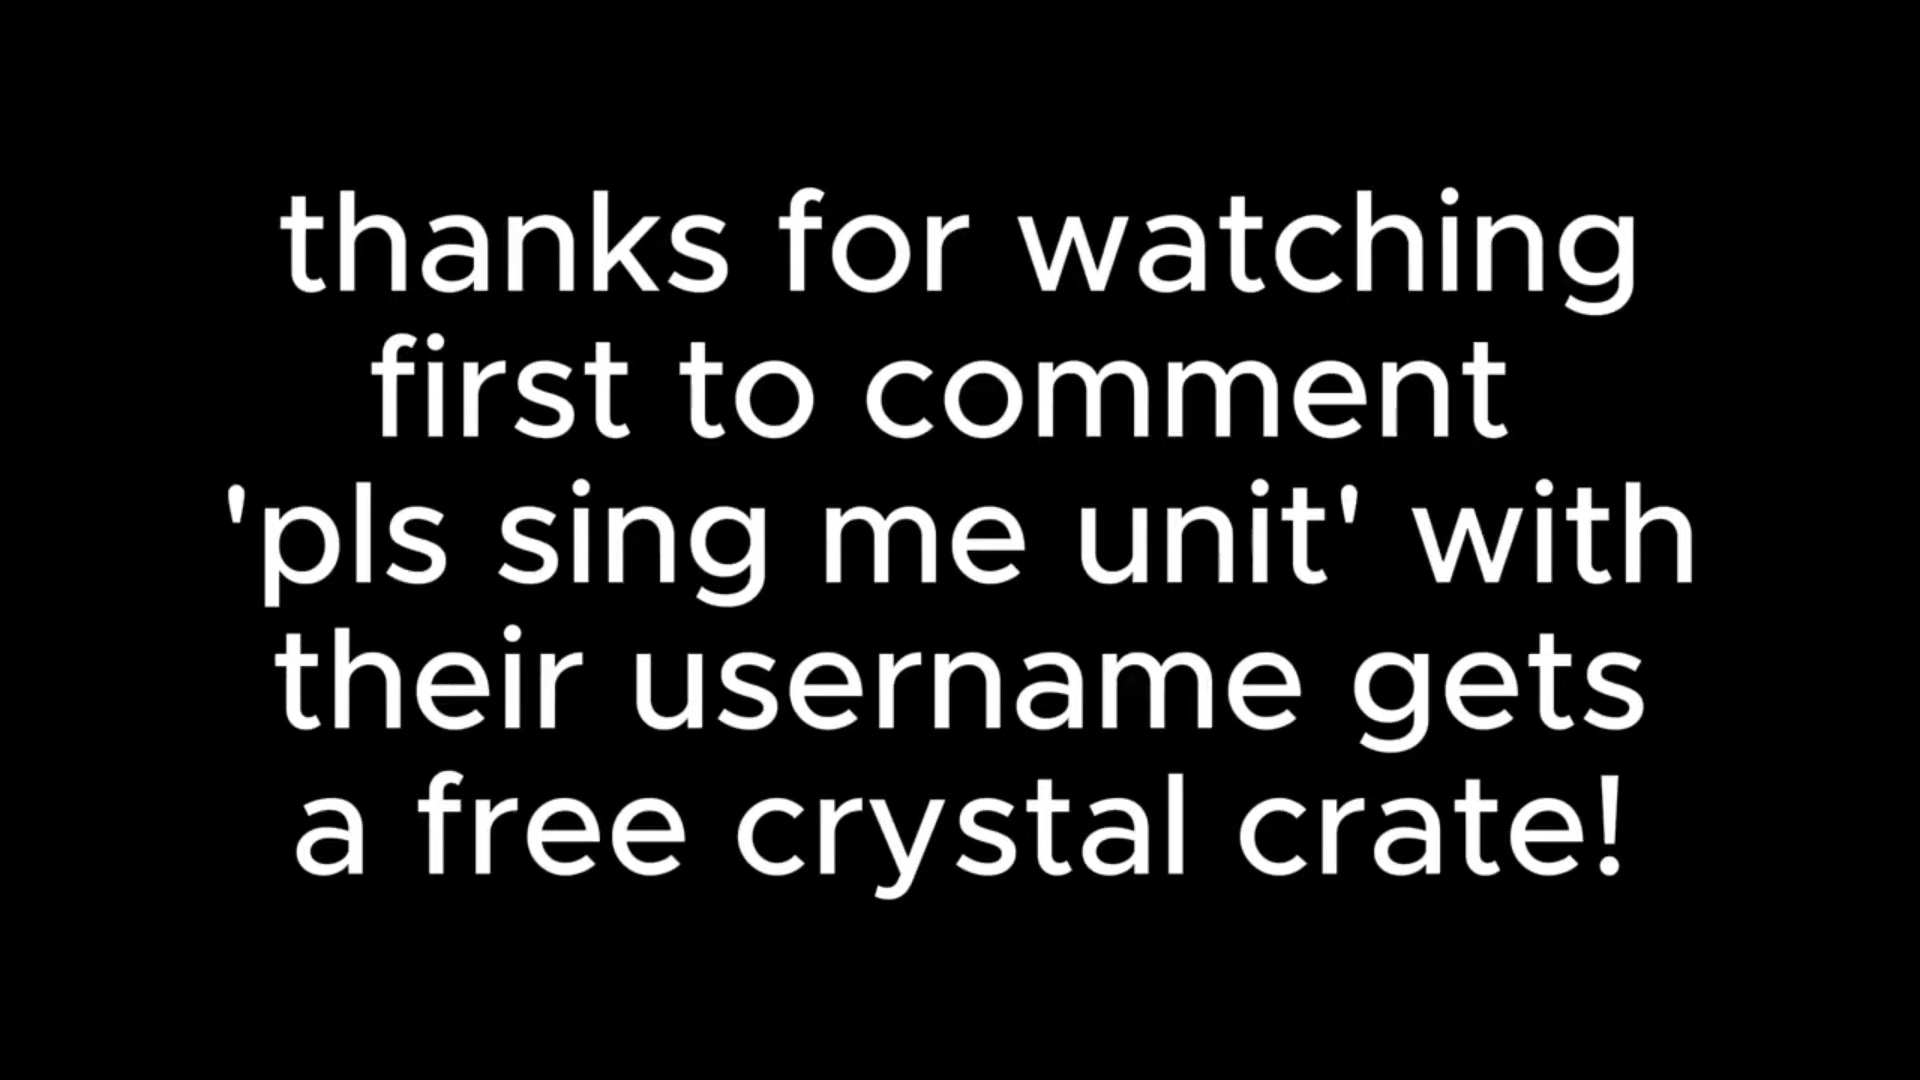 thanks for watching
first to comment
'pls sing me unit' with
their username gets
a free crystal crate!